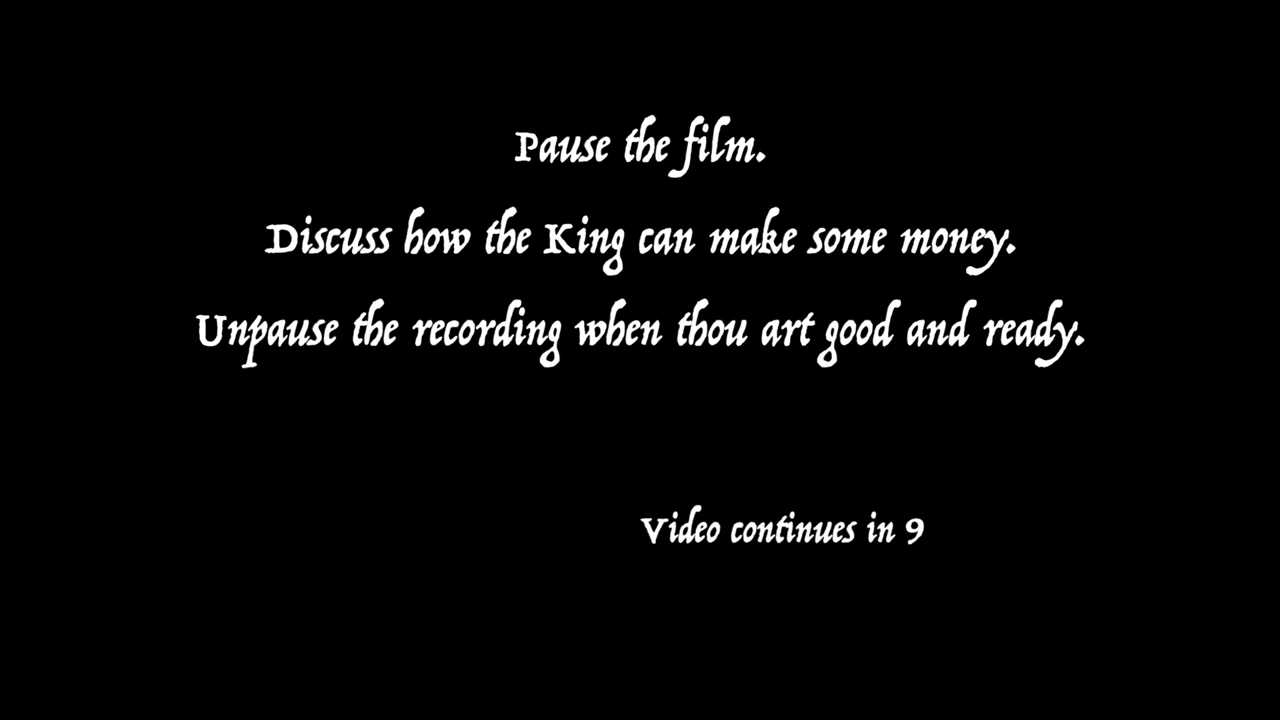 Pause the film.
Discuss how the King can make some money.
Unpause the recording when thou art good and ready.
Video continues in 9